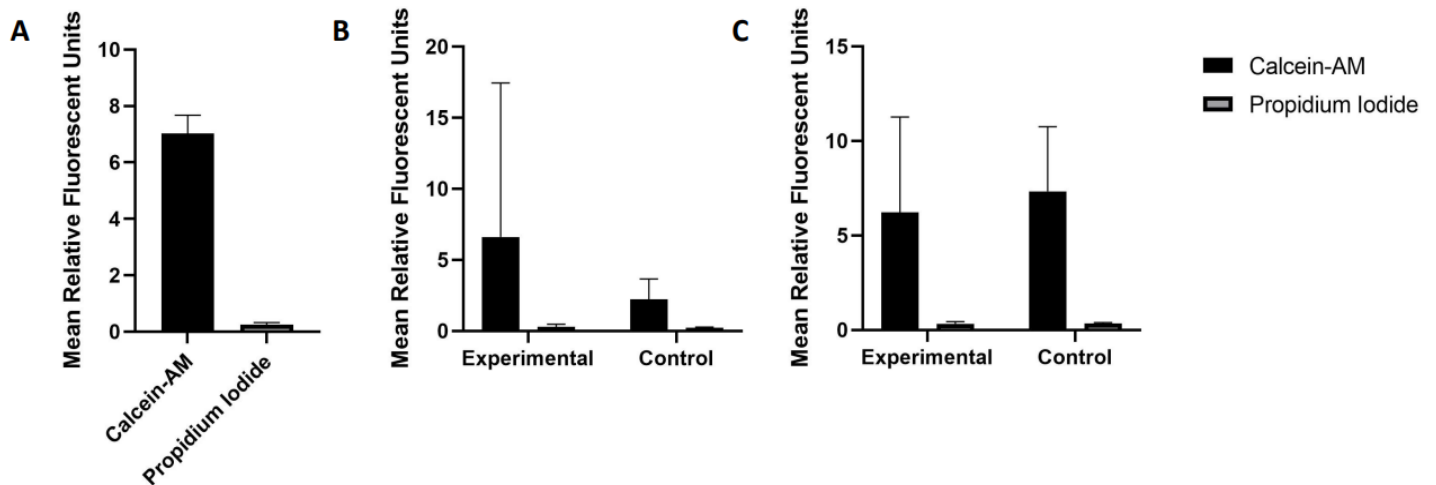 A
Mean Relative Fluorescent Units
10
8
6
4
2
0
Calcein-AM
Propidium Iodide
B
Mean Relative Fluorescent Units
20
15
10
5
0
Experimental
Control
C
Mean Relative Fluorescent Units
15
10
5
0
Experimental
Control
Calcein-AM
Propidium Iodide